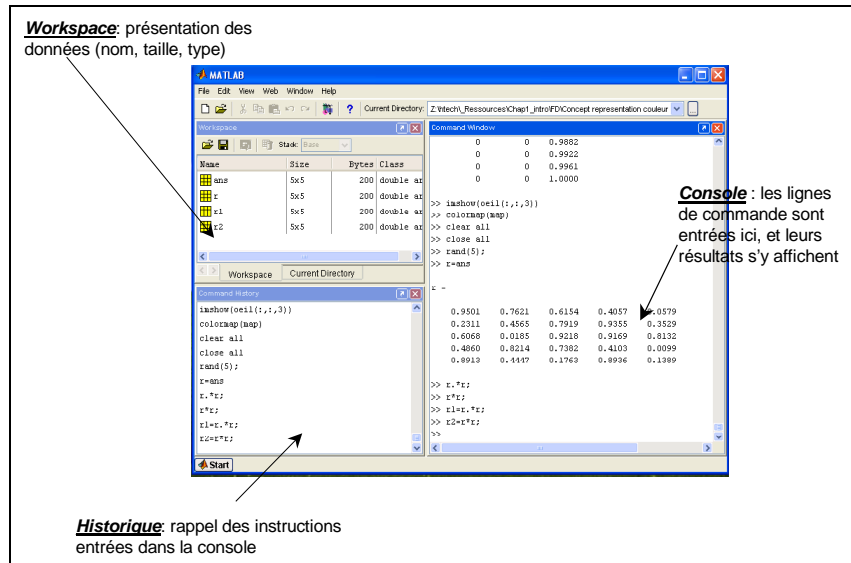 Workspace: présentation des
données (nom, taille, type)
MATLAB
File Edit View Web Window Help
? Current Directory: Z:\htech\_Ressources\Chap1_intro\FD\Concept representation couleur ...
Workspace
Stack: Base
Name Size Bytes Class
ans 5x5 200 double ar
r 5x5 200 double ar
r1 5x5 200 double ar
r2 5x5 200 double ar
Workspace Current Directory
Command History
imshow(oeil(:,:,3))
colormap(map)
clear all
close all
rand(5);
r=ans
r.*r;
r*r;
r1=r.*r;
r2=r*r;
Start
Command Window
0 0 0.9882
0 0 0.9922
0 0 0.9961
0 0 1.0000
>> imshow(oeil(:,:,3))
>> colormap(map)
>> clear all
>> close all
>> rand(5);
>> r=ans
r =
0.9501 0.7621 0.6154 0.4057 0.0579
0.2311 0.4565 0.7919 0.9355 0.3529
0.6068 0.0185 0.9218 0.9169 0.8132
0.4860 0.8214 0.7382 0.4103 0.0099
0.8913 0.4447 0.1763 0.8936 0.1389
>> r.*r;
>> r*r;
>> r1=r.*r;
>> r2=r*r;
>>
Console : les lignes
de commande sont
entrées ici, et leurs
résultats s'y affichent
Historique: rappel des instructions
entrées dans la console